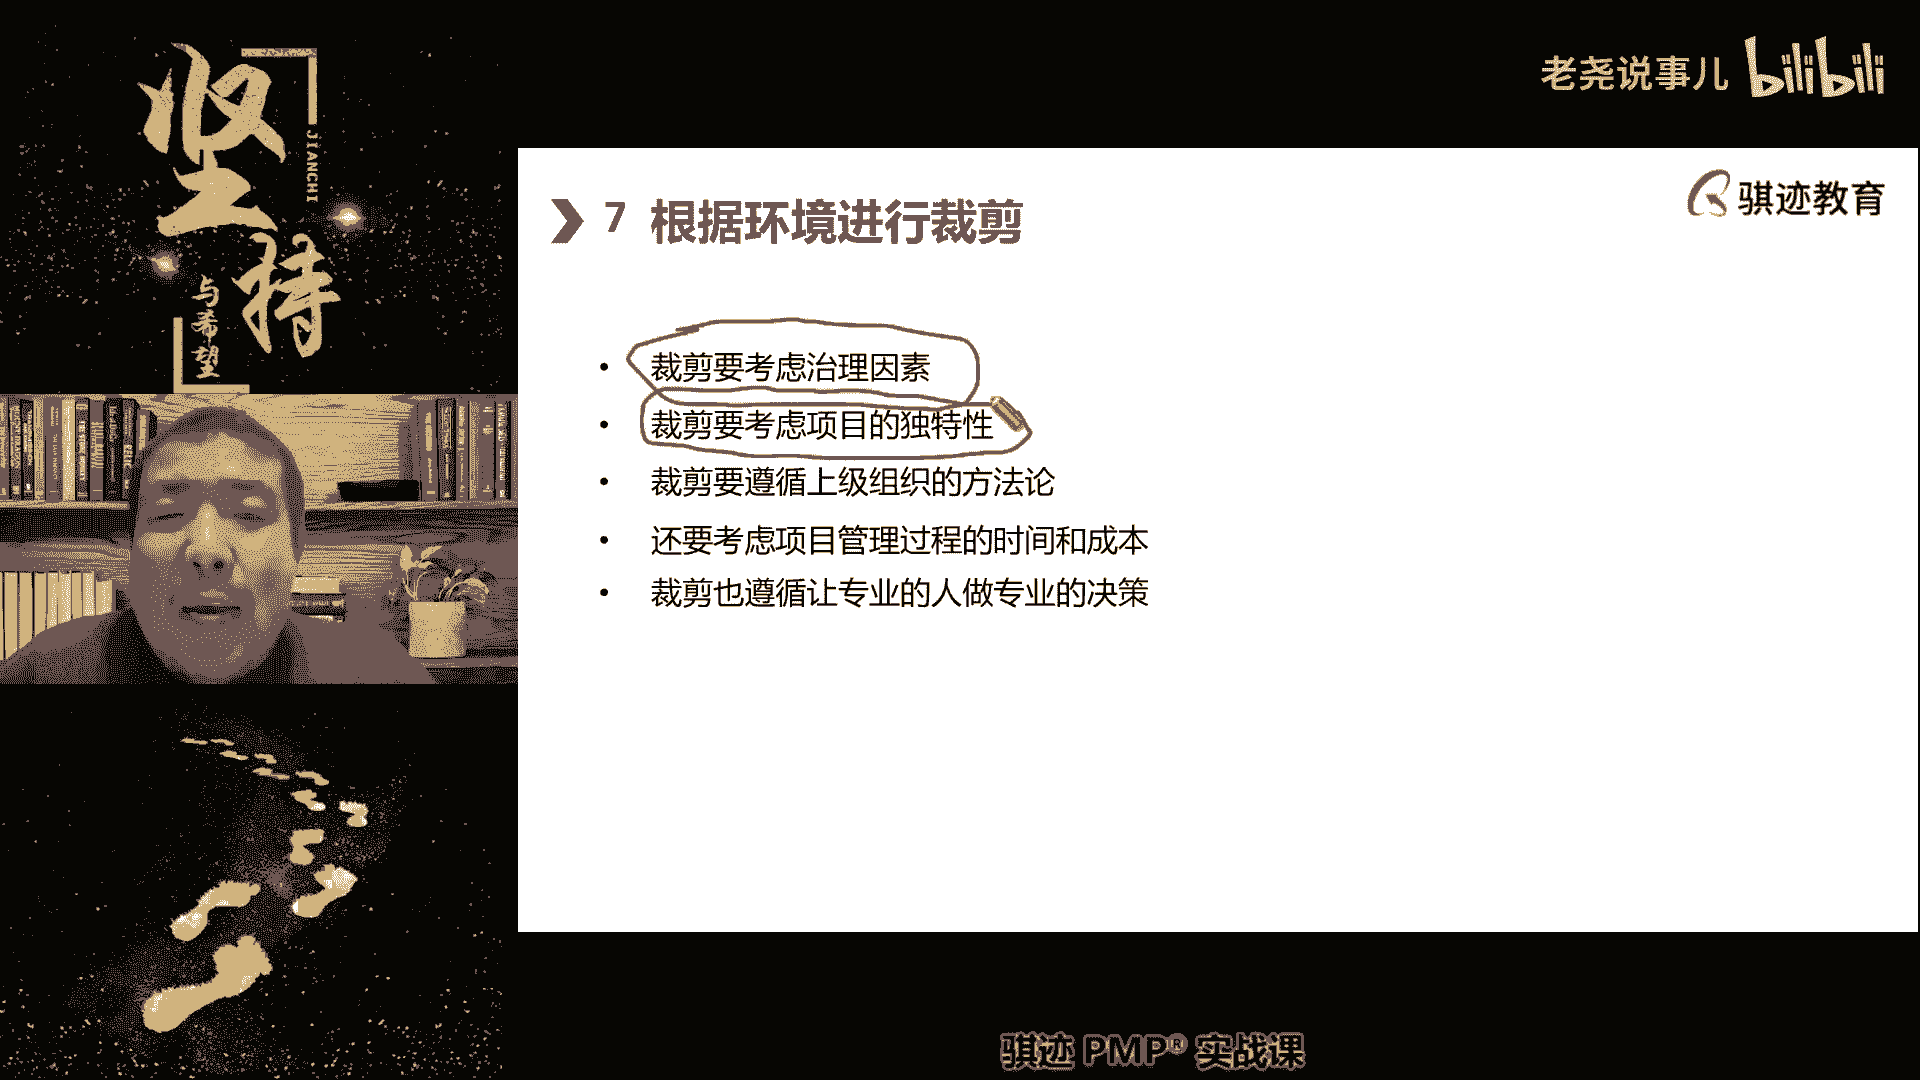 坚持
JIANCHI
与希望
老尧说事儿 bilibili
骐迹教育
7 根据环境进行裁剪
• 裁剪要考虑治理因素
• 裁剪要考虑项目的独特性
• 裁剪要遵循上级组织的方法论
• 还要考虑项目管理过程的时间和成本
• 裁剪也遵循让专业的人做专业的决策
骐迹 PMP® 实战课